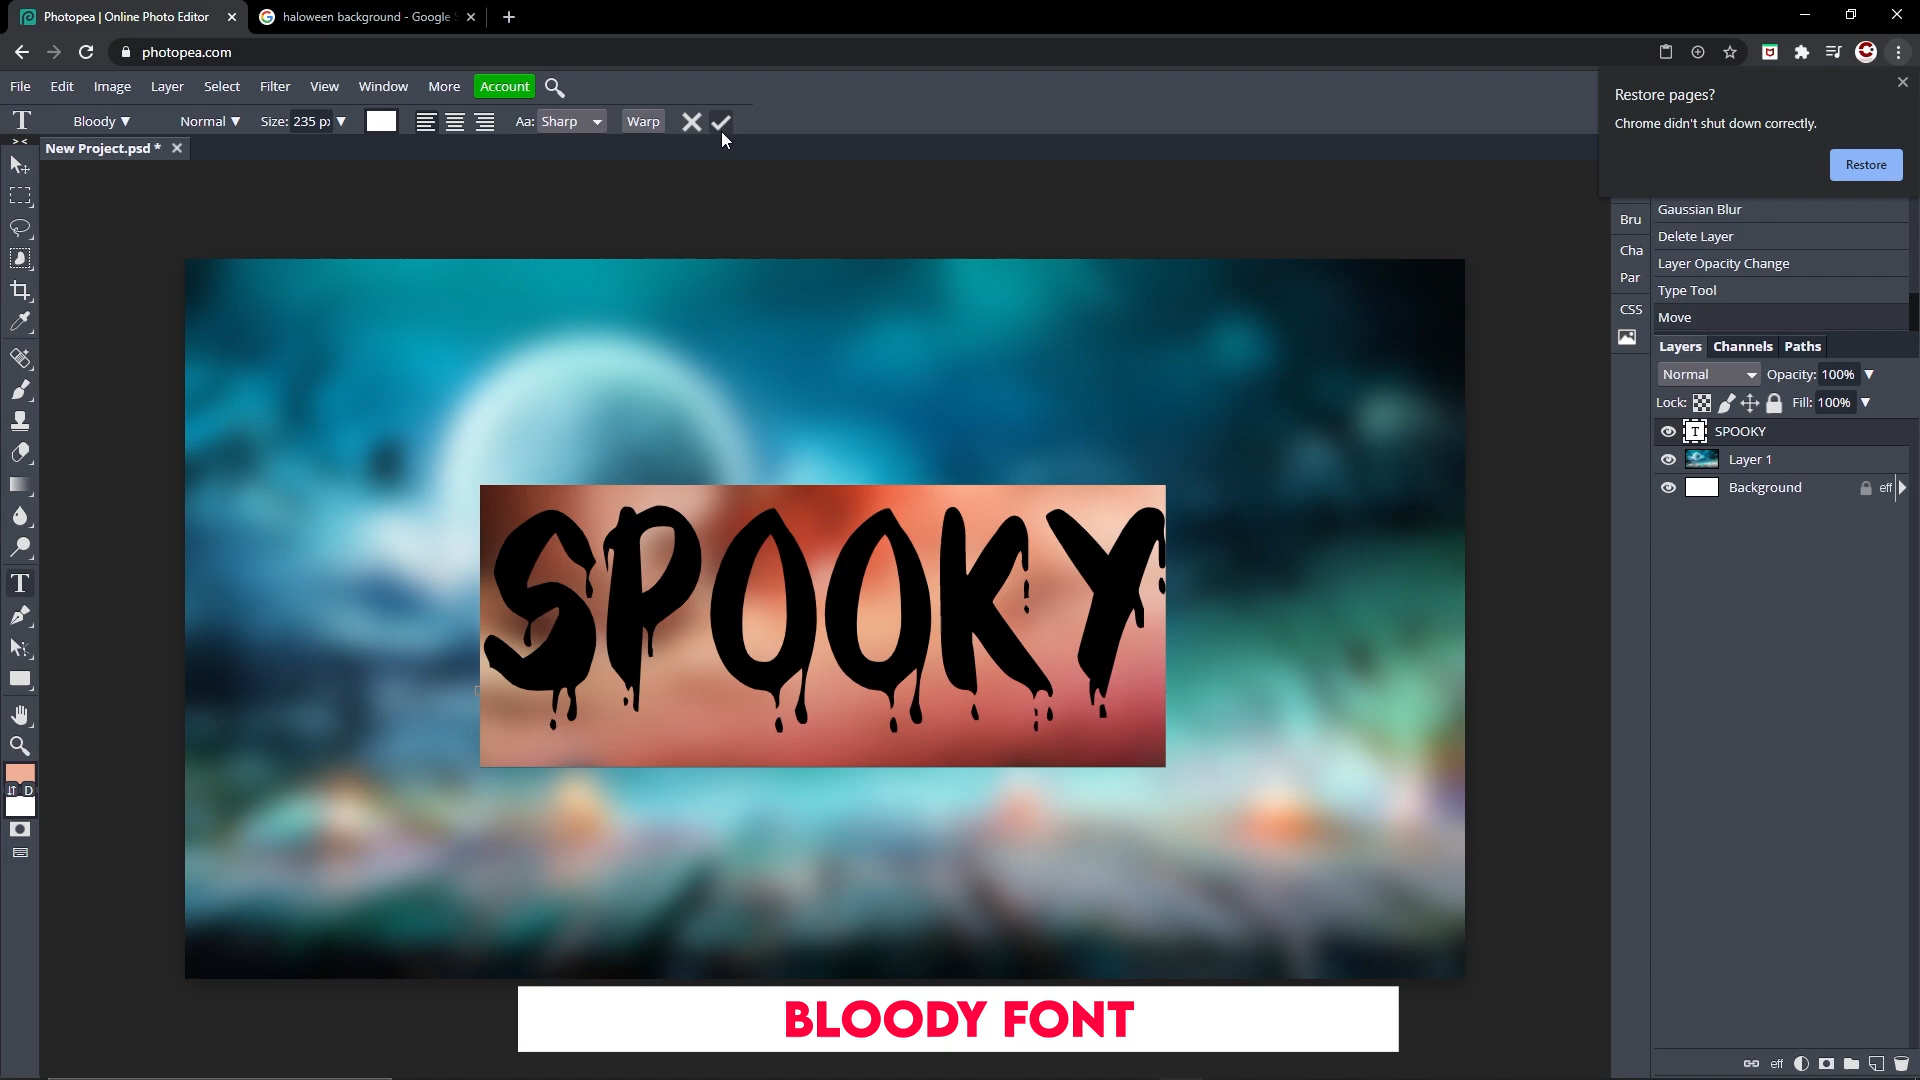 Photopea | Online Photo Editor
haloween background - Google
photopea.com
File Edit Image Layer Select Filter View Window More Account
T Bloody Normal Size: 235 px Aa: Sharp Warp
New Project.psd *
Restore pages?
Chrome didn't shut down correctly.
Restore
Gaussian Blur
Delete Layer
Layer Opacity Change
Type Tool
Move
Bru
Cha
Par
CSS
Layers Channels Paths
Normal Opacity: 100%
Lock: Fill: 100%
T SPOOKY
Layer 1
Background eff
SPOOKY
T
D
BLOODY FONT
eff